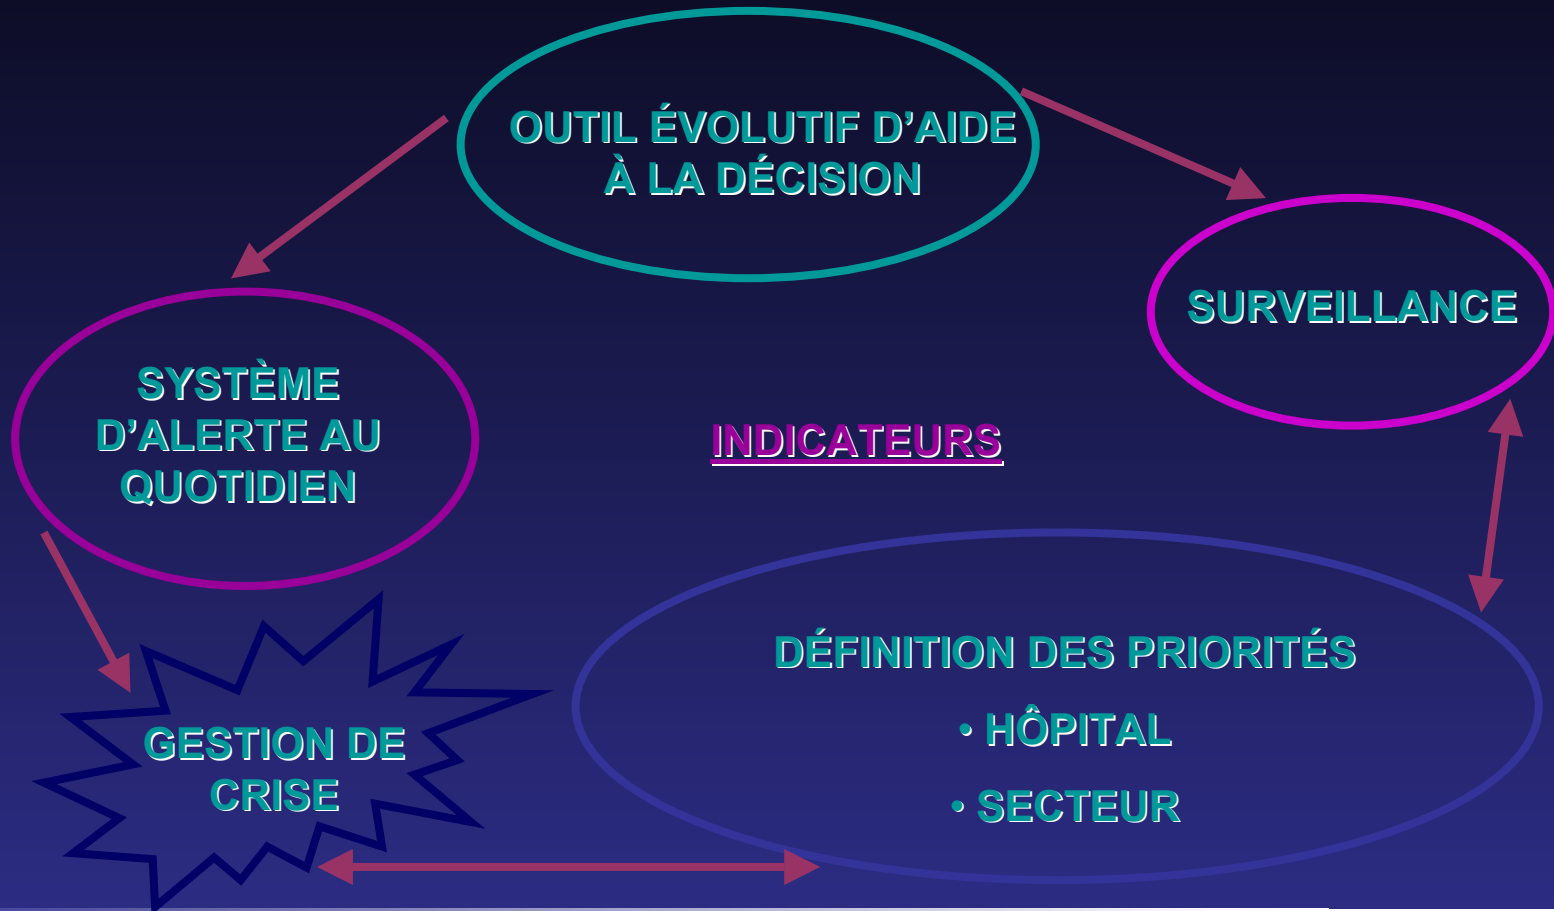 OUTIL ÉVOLUTIF D’AIDE
À LA DÉCISION
SURVEILLANCE
SYSTÈME
D’ALERTE AU
QUOTIDIEN
INDICATEURS
DÉFINITION DES PRIORITÉS
• HÔPITAL
• SECTEUR
GESTION DE
CRISE